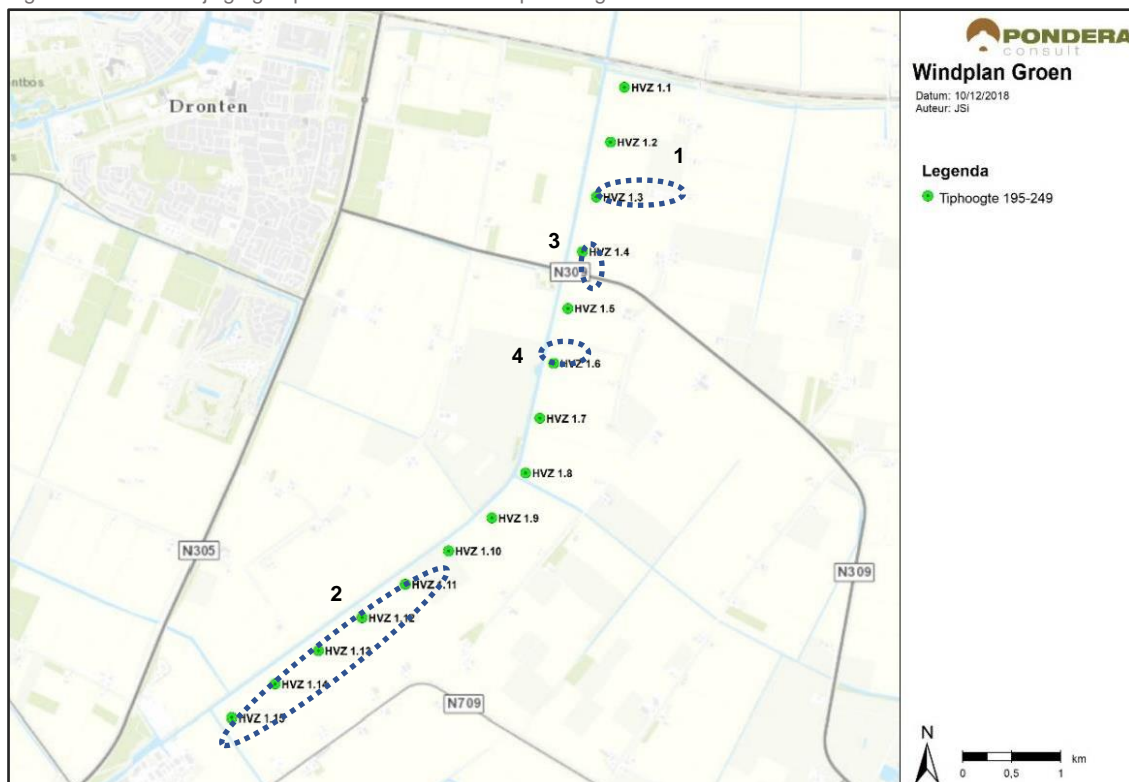 PONDERA
consult
Windplan Groen
Datum: 10/12/2018
Auteur: JSi
Legenda
Tiphoogte 195-249
ntbos
Dronten
HVZ 1.1
HVZ 1.2
1
HVZ 1.3
3
HVZ 1.4
N309
HVZ 1.5
4
HVZ 1.6
HVZ 1.7
HVZ 1.8
HVZ 1.9
N305
HVZ 1.10
N309
2
HVZ 1.11
HVZ 1.12
HVZ 1.13
HVZ 1.14
N709
HVZ 1.15
N
0 0,5 1 km